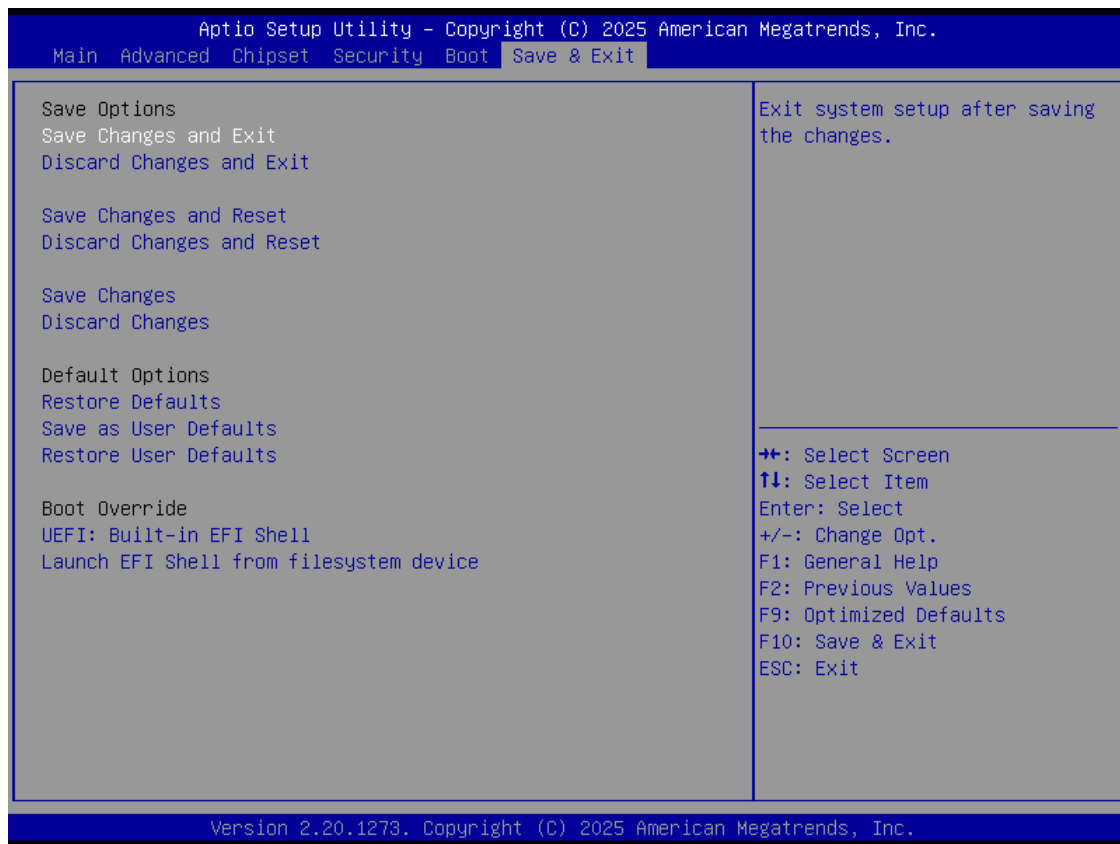 Aptio Setup Utility – Copyright (C) 2025 American Megatrends, Inc.
Main Advanced Chipset Security Boot Save & Exit
Save Options
Save Changes and Exit
Discard Changes and Exit
Save Changes and Reset
Discard Changes and Reset
Save Changes
Discard Changes
Default Options
Restore Defaults
Save as User Defaults
Restore User Defaults
Boot Override
UEFI: Built-in EFI Shell
Launch EFI Shell from filesystem device
Exit system setup after saving
the changes.
→←: Select Screen
↑↓: Select Item
Enter: Select
+/-: Change Opt.
F1: General Help
F2: Previous Values
F9: Optimized Defaults
F10: Save & Exit
ESC: Exit
Version 2.20.1273. Copyright (C) 2025 American Megatrends, Inc.